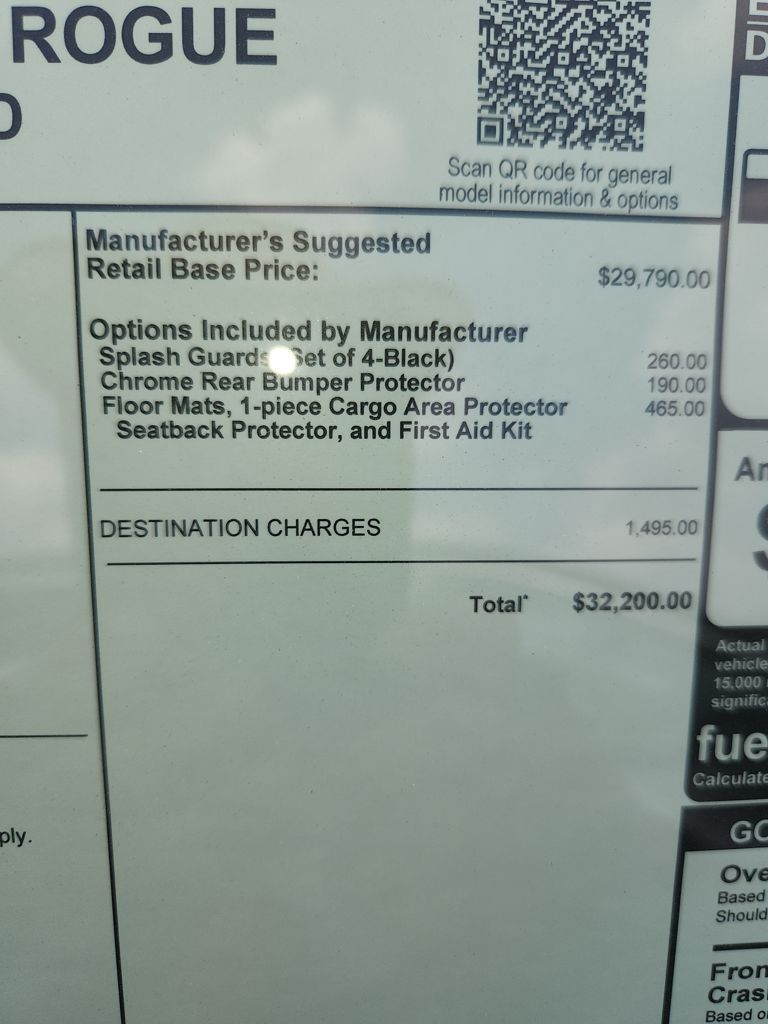 ROGUE
Scan QR code for general
model information & options
Manufacturer's Suggested
Retail Base Price: $29,790.00
Options Included by Manufacturer
Splash Guards (Set of 4-Black) 260.00
Chrome Rear Bumper Protector 190.00
Floor Mats, 1-piece Cargo Area Protector 465.00
Seatback Protector, and First Aid Kit
DESTINATION CHARGES 1,495.00
Total* $32,200.00
ply.
Actual
vehicle
15,000
signific
fue
Calculate
GO
Ove
Based
Should
Fron
Cras
Based o